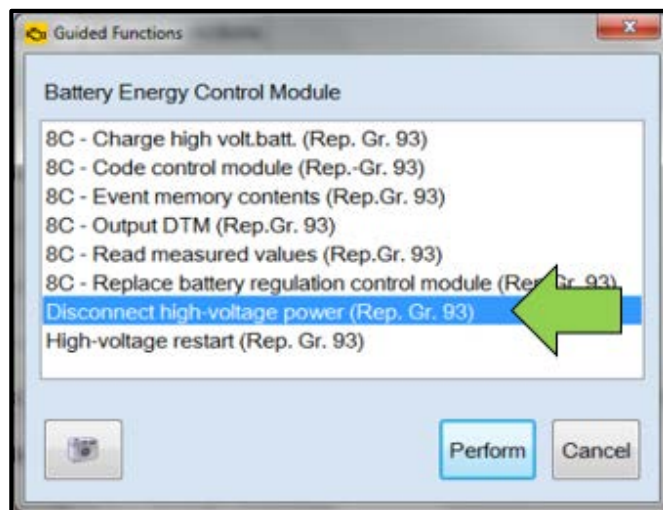 Guided Functions
Battery Energy Control Module
8C - Charge high volt.batt. (Rep. Gr. 93)
8C - Code control module (Rep.-Gr. 93)
8C - Event memory contents (Rep.Gr. 93)
8C - Output DTM (Rep.Gr. 93)
8C - Read measured values (Rep.Gr. 93)
8C - Replace battery regulation control module (Rep. Gr. 93)
Disconnect high-voltage power (Rep. Gr. 93)
High-voltage restart (Rep. Gr. 93)
Perform Cancel